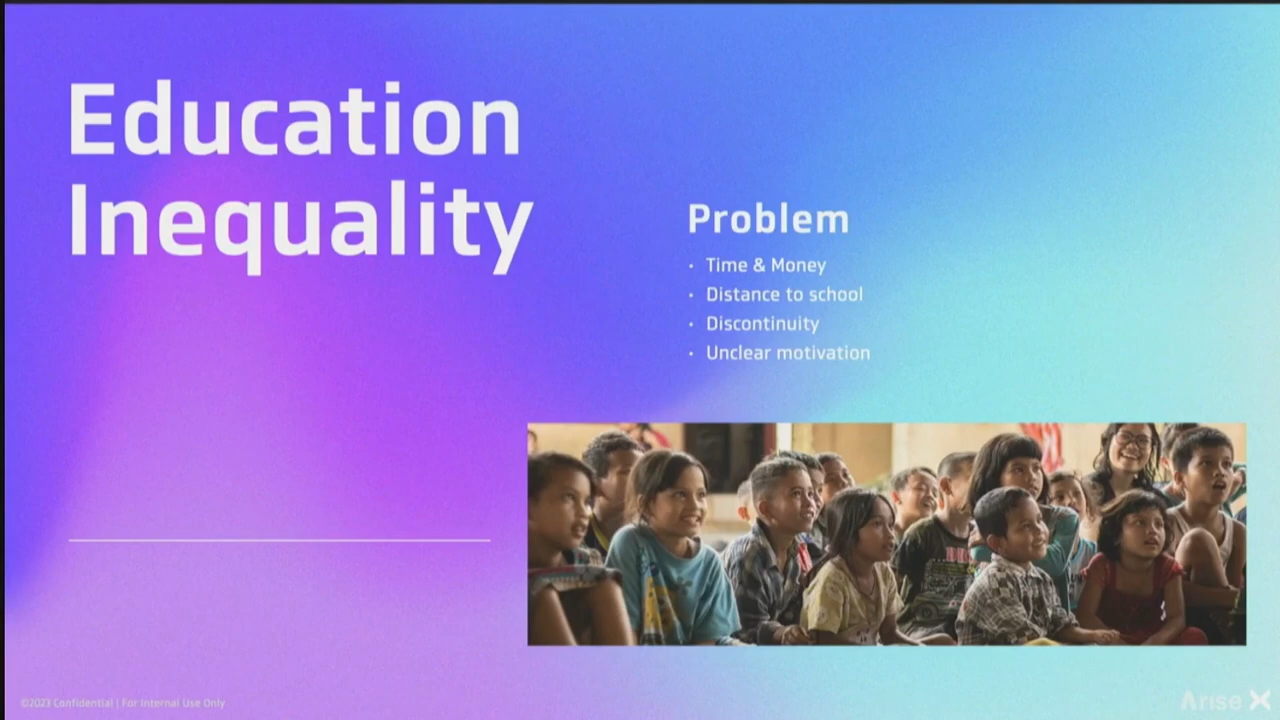 Education
Inequality
Problem
• Time & Money
• Distance to school
• Discontinuity
• Unclear motivation
©2023 Confidential | For Internal Use Only
Arise X